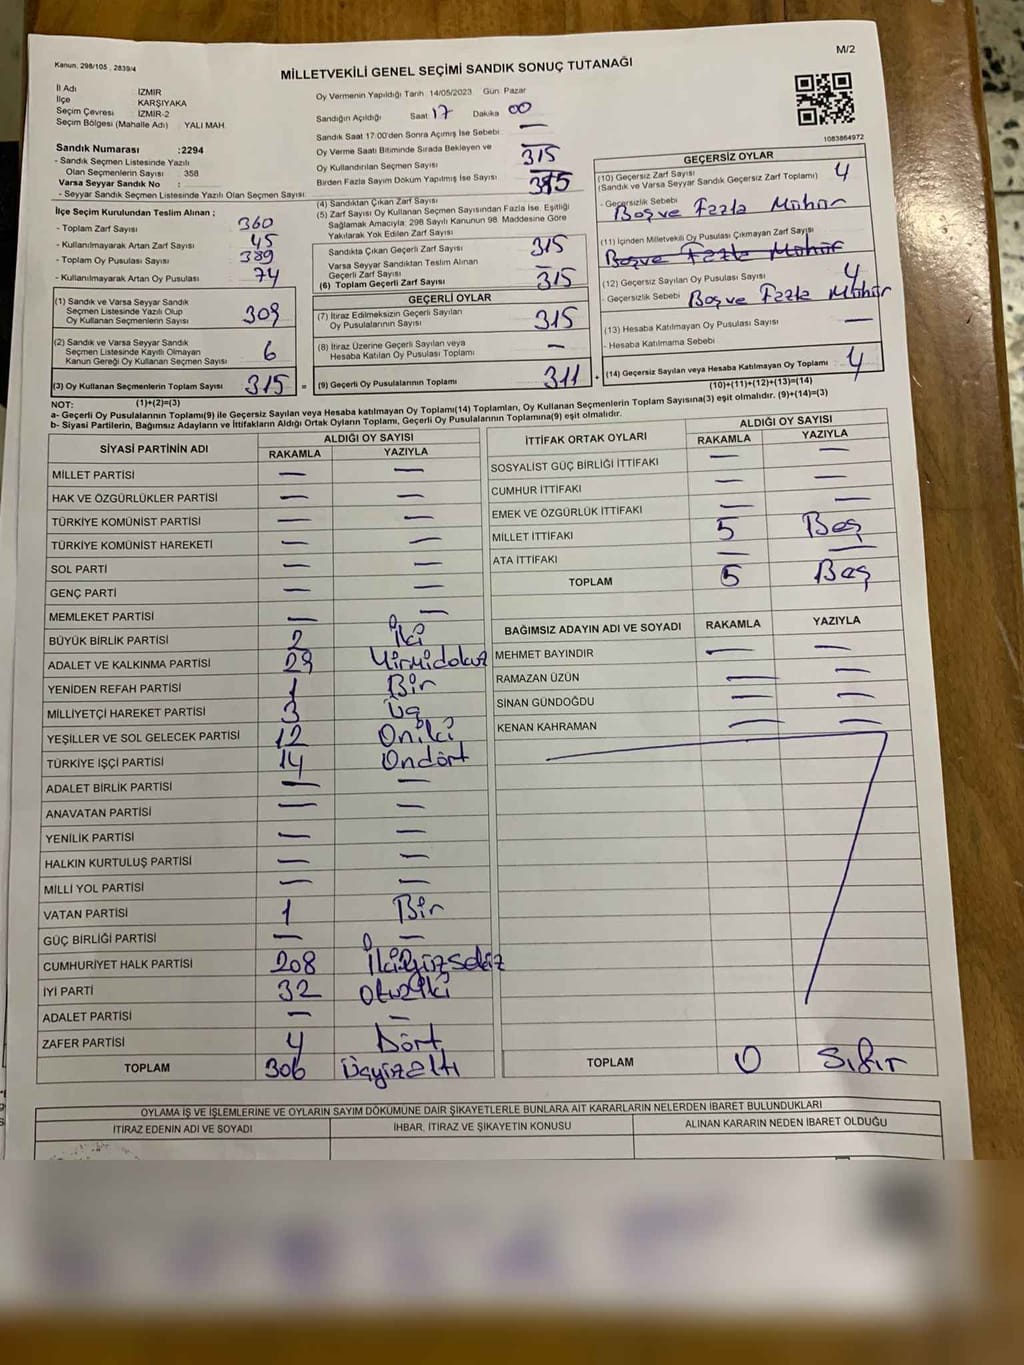 M/2
Kanun, 298/105 , 2839/4
MİLLETVEKİLİ GENEL SEÇİMİ SANDIK SONUÇ TUTANAĞI
İl Adı İZMİR
İlçe KARŞIYAKA
Seçim Çevresi İZMİR-2
Seçim Bölgesi (Mahalle Adı) YALI MAH.
Sandık Numarası :2294
- Sandık Seçmen Listesinde Yazılı
Olan Seçmenlerin Sayısı 358
Varsa Seyyar Sandık No :
- Seyyar Sandık Seçmen Listesinde Yazılı Olan Seçmen Sayısı:
İlçe Seçim Kurulundan Teslim Alınan ;
- Toplam Zarf Sayısı 360
- Kullanılmayarak Artan Zarf Sayısı 45
- Toplam Oy Pusulası Sayısı 389
- Kullanılmayarak Artan Oy Pusulası 74
(1) Sandık ve Varsa Seyyar Sandık
Seçmen Listesinde Yazılı Olup
Oy Kullanan Seçmenlerin Sayısı 309
(2) Sandık ve Varsa Seyyar Sandık
Seçmen Listesinde Kayıtlı Olmayan
Kanun Gereği Oy Kullanan Seçmen Sayısı 6
(3) Oy Kullanan Seçmenlerin Toplam Sayısı 315 =
(1)+(2)=(3)
Oy Vermenin Yapıldığı Tarih :14/05/2023 Gün: Pazar
Sandığın Açıldığı Saat 17 Dakika 00
Sandık Saat 17:00'den Sonra Açımış İse Sebebi : —
Oy Verme Saati Bitiminde Sırada Bekleyen ve
Oy Kullandırılan Seçmen Sayısı 315
Birden Fazla Sayım Döküm Yapılmış İse Sayısı
(4) Sandıktan Çıkan Zarf Sayısı
(5) Zarf Sayısı Oy Kullanan Seçmen Sayısından Fazla İse, Eşitliği
Sağlamak Amacıyla; 298 Sayılı Kanunun 98. Maddesine Göre
Yakılarak Yok Edilen Zarf Sayısı
Sandıkta Çıkan Geçerli Zarf Sayısı 315
Varsa Seyyar Sandıktan Teslim Alınan
Geçerli Zarf Sayısı —
(6) Toplam Geçerli Zarf Sayısı 315
GEÇERLİ OYLAR
(7) İtiraz Edilmeksizin Geçerli Sayılan
Oy Pusulalarının Sayısı 315
(8) İtiraz Üzerine Geçerli Sayılan veya
Hesaba Katılan Oy Pusulası Toplamı —
(9) Geçerli Oy Pusulalarının Toplamı 311 +
1083864972
GEÇERSİZ OYLAR
(10) Geçersiz Zarf Sayısı 4
(Sandık ve Varsa Seyyar Sandık Geçersiz Zarf Toplamı)
- Geçersizlik Sebebi Boş ve Fazla Mühür
(11) İçinden Milletvekili Oy Pusulası Çıkmayan Zarf Sayısı
Boş ve Fazla Mühür
(12) Geçersiz Sayılan Oy Pusulası Sayısı 4
- Geçersizlik Sebebi Boş ve Fazla Mühür
(13) Hesaba Katılmayan Oy Pusulası Sayısı —
- Hesaba Katılmama Sebebi
(14) Geçersiz Sayılan veya Hesaba Katılmayan Oy Toplamı 4
(10)+(11)+(12)+(13)=(14)
NOT:
a- Geçerli Oy Pusulalarının Toplamı(9) ile Geçersiz Sayılan veya Hesaba katılmayan Oy Toplamı(14) Toplamları, Oy Kullanan Seçmenlerin Toplam Sayısına(3) eşit olmalıdır. (9)+(14)=(3)
b- Siyasi Partilerin, Bağımsız Adayların ve İttifakların Aldığı Ortak Oyların Toplamı, Geçerli Oy Pusulalarının Toplamına(9) eşit olmalıdır.
SİYASİ PARTİNİN ADI ALDIĞI OY SAYISI
RAKAMLA YAZIYLA
MİLLET PARTİSİ — —
HAK VE ÖZGÜRLÜKLER PARTİSİ — —
TÜRKİYE KOMÜNİST PARTİSİ — —
TÜRKİYE KOMÜNİST HAREKETİ — —
SOL PARTİ — —
GENÇ PARTİ — —
MEMLEKET PARTİSİ — —
BÜYÜK BİRLİK PARTİSİ 2 İki
ADALET VE KALKINMA PARTİSİ 29 Yirmidokuz
YENİDEN REFAH PARTİSİ 1 Bir
MİLLİYETÇİ HAREKET PARTİSİ 3 Üç
YEŞİLLER VE SOL GELECEK PARTİSİ 12 Oniki
TÜRKİYE İŞÇİ PARTİSİ 14 Ondört
ADALET BİRLİK PARTİSİ — —
ANAVATAN PARTİSİ — —
YENİLİK PARTİSİ — —
HALKIN KURTULUŞ PARTİSİ — —
MİLLİ YOL PARTİSİ — —
VATAN PARTİSİ 1 Bir
GÜÇ BİRLİĞİ PARTİSİ — —
CUMHURİYET HALK PARTİSİ 208 İkiyüzsekiz
İYİ PARTİ 32 Otuziki
ADALET PARTİSİ — —
ZAFER PARTİSİ 4 Dört
TOPLAM 306 Üçyüzaltı
İTTİFAK ORTAK OYLARI ALDIĞI OY SAYISI
RAKAMLA YAZIYLA
SOSYALİST GÜÇ BİRLİĞİ İTTİFAKI — —
CUMHUR İTTİFAKI — —
EMEK VE ÖZGÜRLÜK İTTİFAKI — —
MİLLET İTTİFAKI 5 Beş
ATA İTTİFAKI — —
TOPLAM 5 Beş
BAĞIMSIZ ADAYIN ADI VE SOYADI RAKAMLA YAZIYLA
MEHMET BAYINDIR — —
RAMAZAN ÜZÜN — —
SİNAN GÜNDOĞDU — —
KENAN KAHRAMAN — —
TOPLAM 0 Sıfır
OYLAMA İŞ VE İŞLEMLERİNE VE OYLARIN SAYIM DÖKÜMÜNE DAİR ŞİKAYETLERLE BUNLARA AİT KARARLARIN NELERDEN İBARET BULUNDUKLARI
İTİRAZ EDENİN ADI VE SOYADI İHBAR, İTİRAZ VE ŞİKAYETİN KONUSU ALINAN KARARIN NEDEN İBARET OLDUĞU